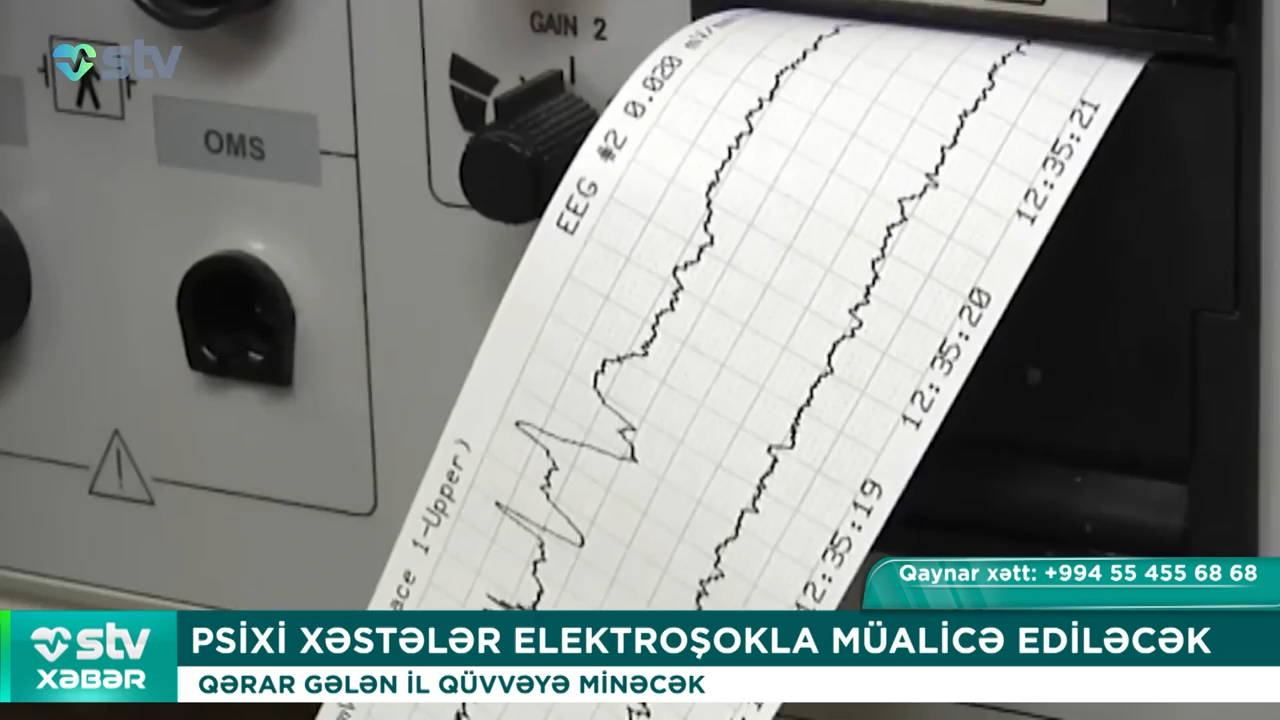 stv
GAIN 2
OMS
EEG #2 0.020 mV/
12:35:21
12:35:20
12:35:19
ace 1-Upper)
Qaynar xətt: +994 55 455 68 68
stv
XƏBƏR
PSİXİ XƏSTƏLƏR ELEKTROŞOKLA MÜALİCƏ EDİLƏCƏK
QƏRAR GƏLƏN İL QÜVVƏYƏ MİNƏCƏK